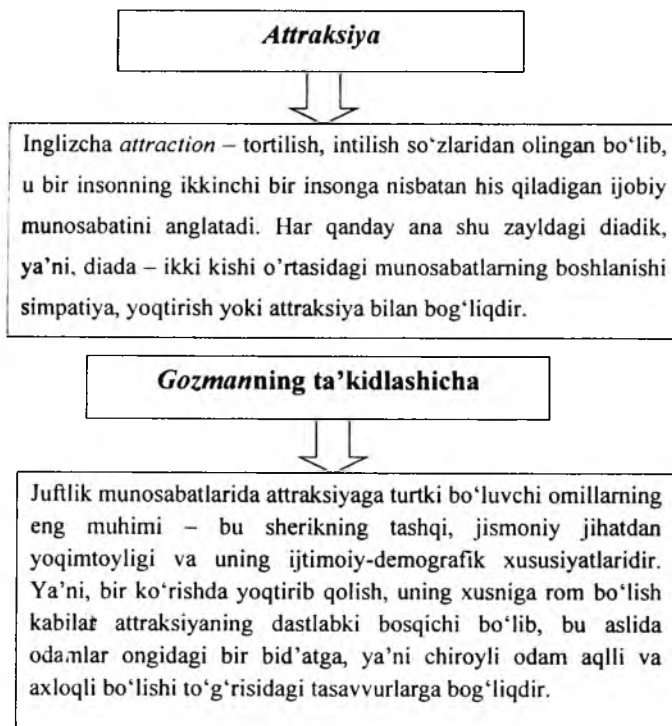 Attraksiya
Inglizcha attraction – tortilish, intilish so‘zlaridan olingan bo‘lib,
u bir insonning ikkinchi bir insonga nisbatan his qiladigan ijobiy
munosabatini anglatadi. Har qanday ana shu zayldagi diadik,
ya’ni, diada – ikki kishi o’rtasidagi munosabatlarning boshlanishi
simpatiya, yoqtirish yoki attraksiya bilan bog‘liqdir.
Gozmanning ta’kidlashicha
Juftlik munosabatlarida attraksiyaga turtki bo‘luvchi omillarning
eng muhimi – bu sherikning tashqi, jismoniy jihatdan
yoqimtoyligi va uning ijtimoiy-demografik xususiyatlaridir.
Ya’ni, bir ko‘rishda yoqtirib qolish, uning xusniga rom bo‘lish
kabilar attraksiyaning dastlabki bosqichi bo‘lib, bu aslida
odamlar ongidagi bir bid’atga, ya’ni chiroyli odam aqlli va
axloqli bo‘lishi to‘g‘risidagi tasavvurlarga bog‘liqdir.